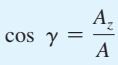 cos γ = A_z / A